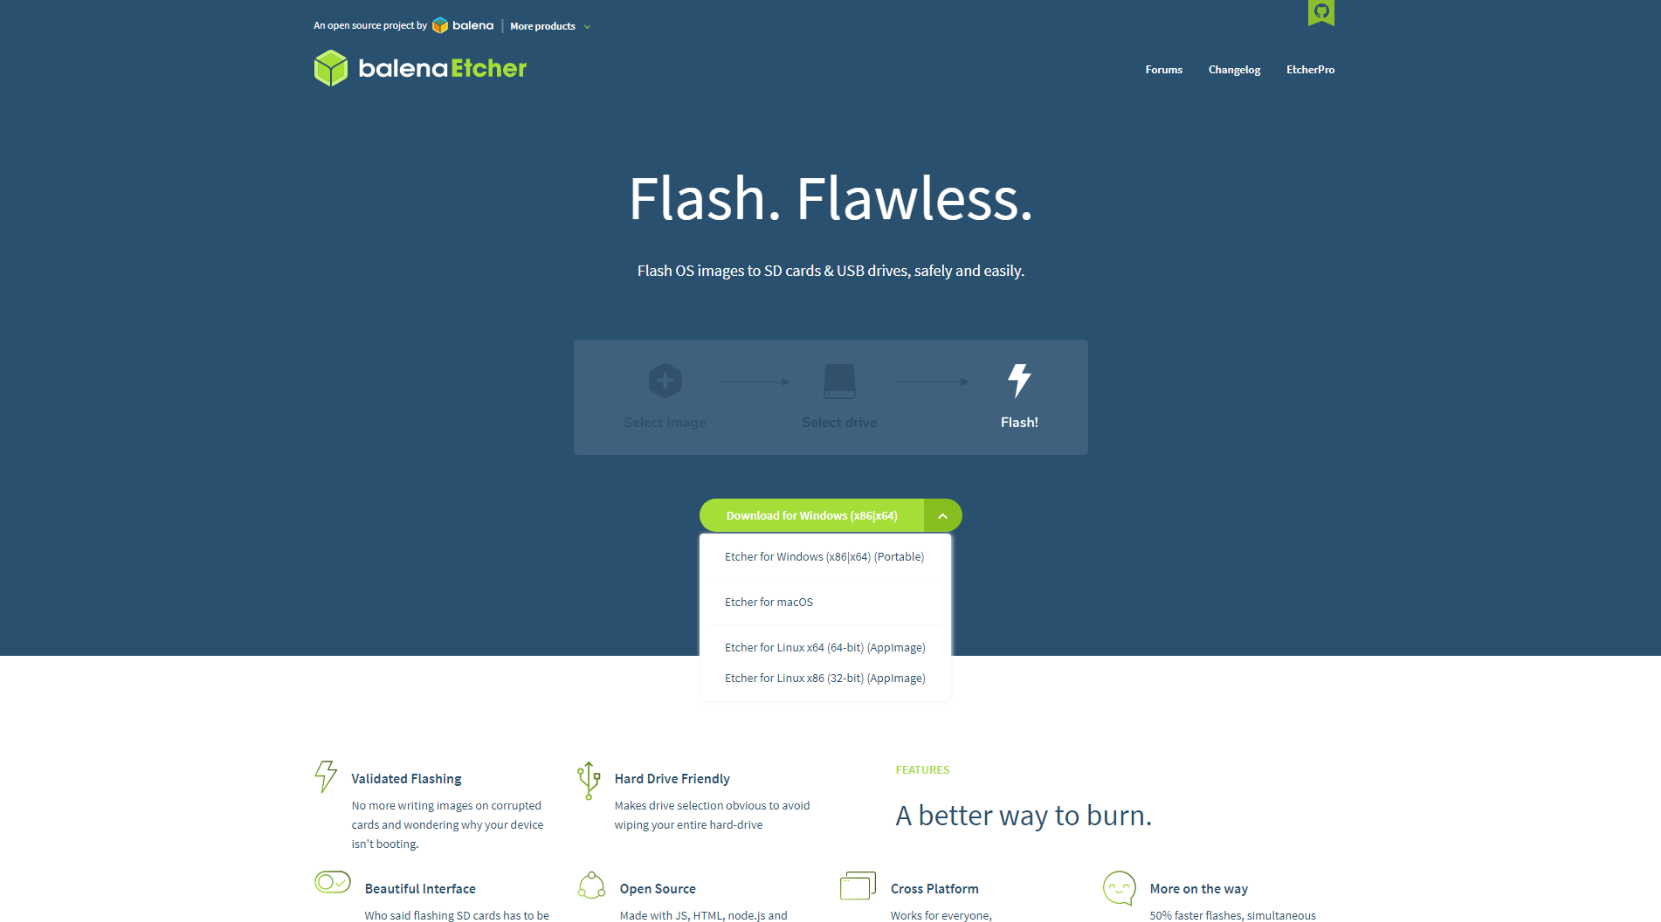 An open source project by balena | More products
balenaEtcher
Forums Changelog EtcherPro
Flash. Flawless.
Flash OS images to SD cards & USB drives, safely and easily.
Select image Select drive Flash!
Download for Windows (x86|x64)
Etcher for Windows (x86|x64) (Portable)
Etcher for macOS
Etcher for Linux x64 (64-bit) (AppImage)
Etcher for Linux x86 (32-bit) (AppImage)
Validated Flashing
No more writing images on corrupted
cards and wondering why your device
isn't booting.
Hard Drive Friendly
Makes drive selection obvious to avoid
wiping your entire hard-drive
FEATURES
A better way to burn.
Beautiful Interface
Who said flashing SD cards has to be
Open Source
Made with JS, HTML, node.js and
Cross Platform
Works for everyone,
More on the way
50% faster flashes, simultaneous